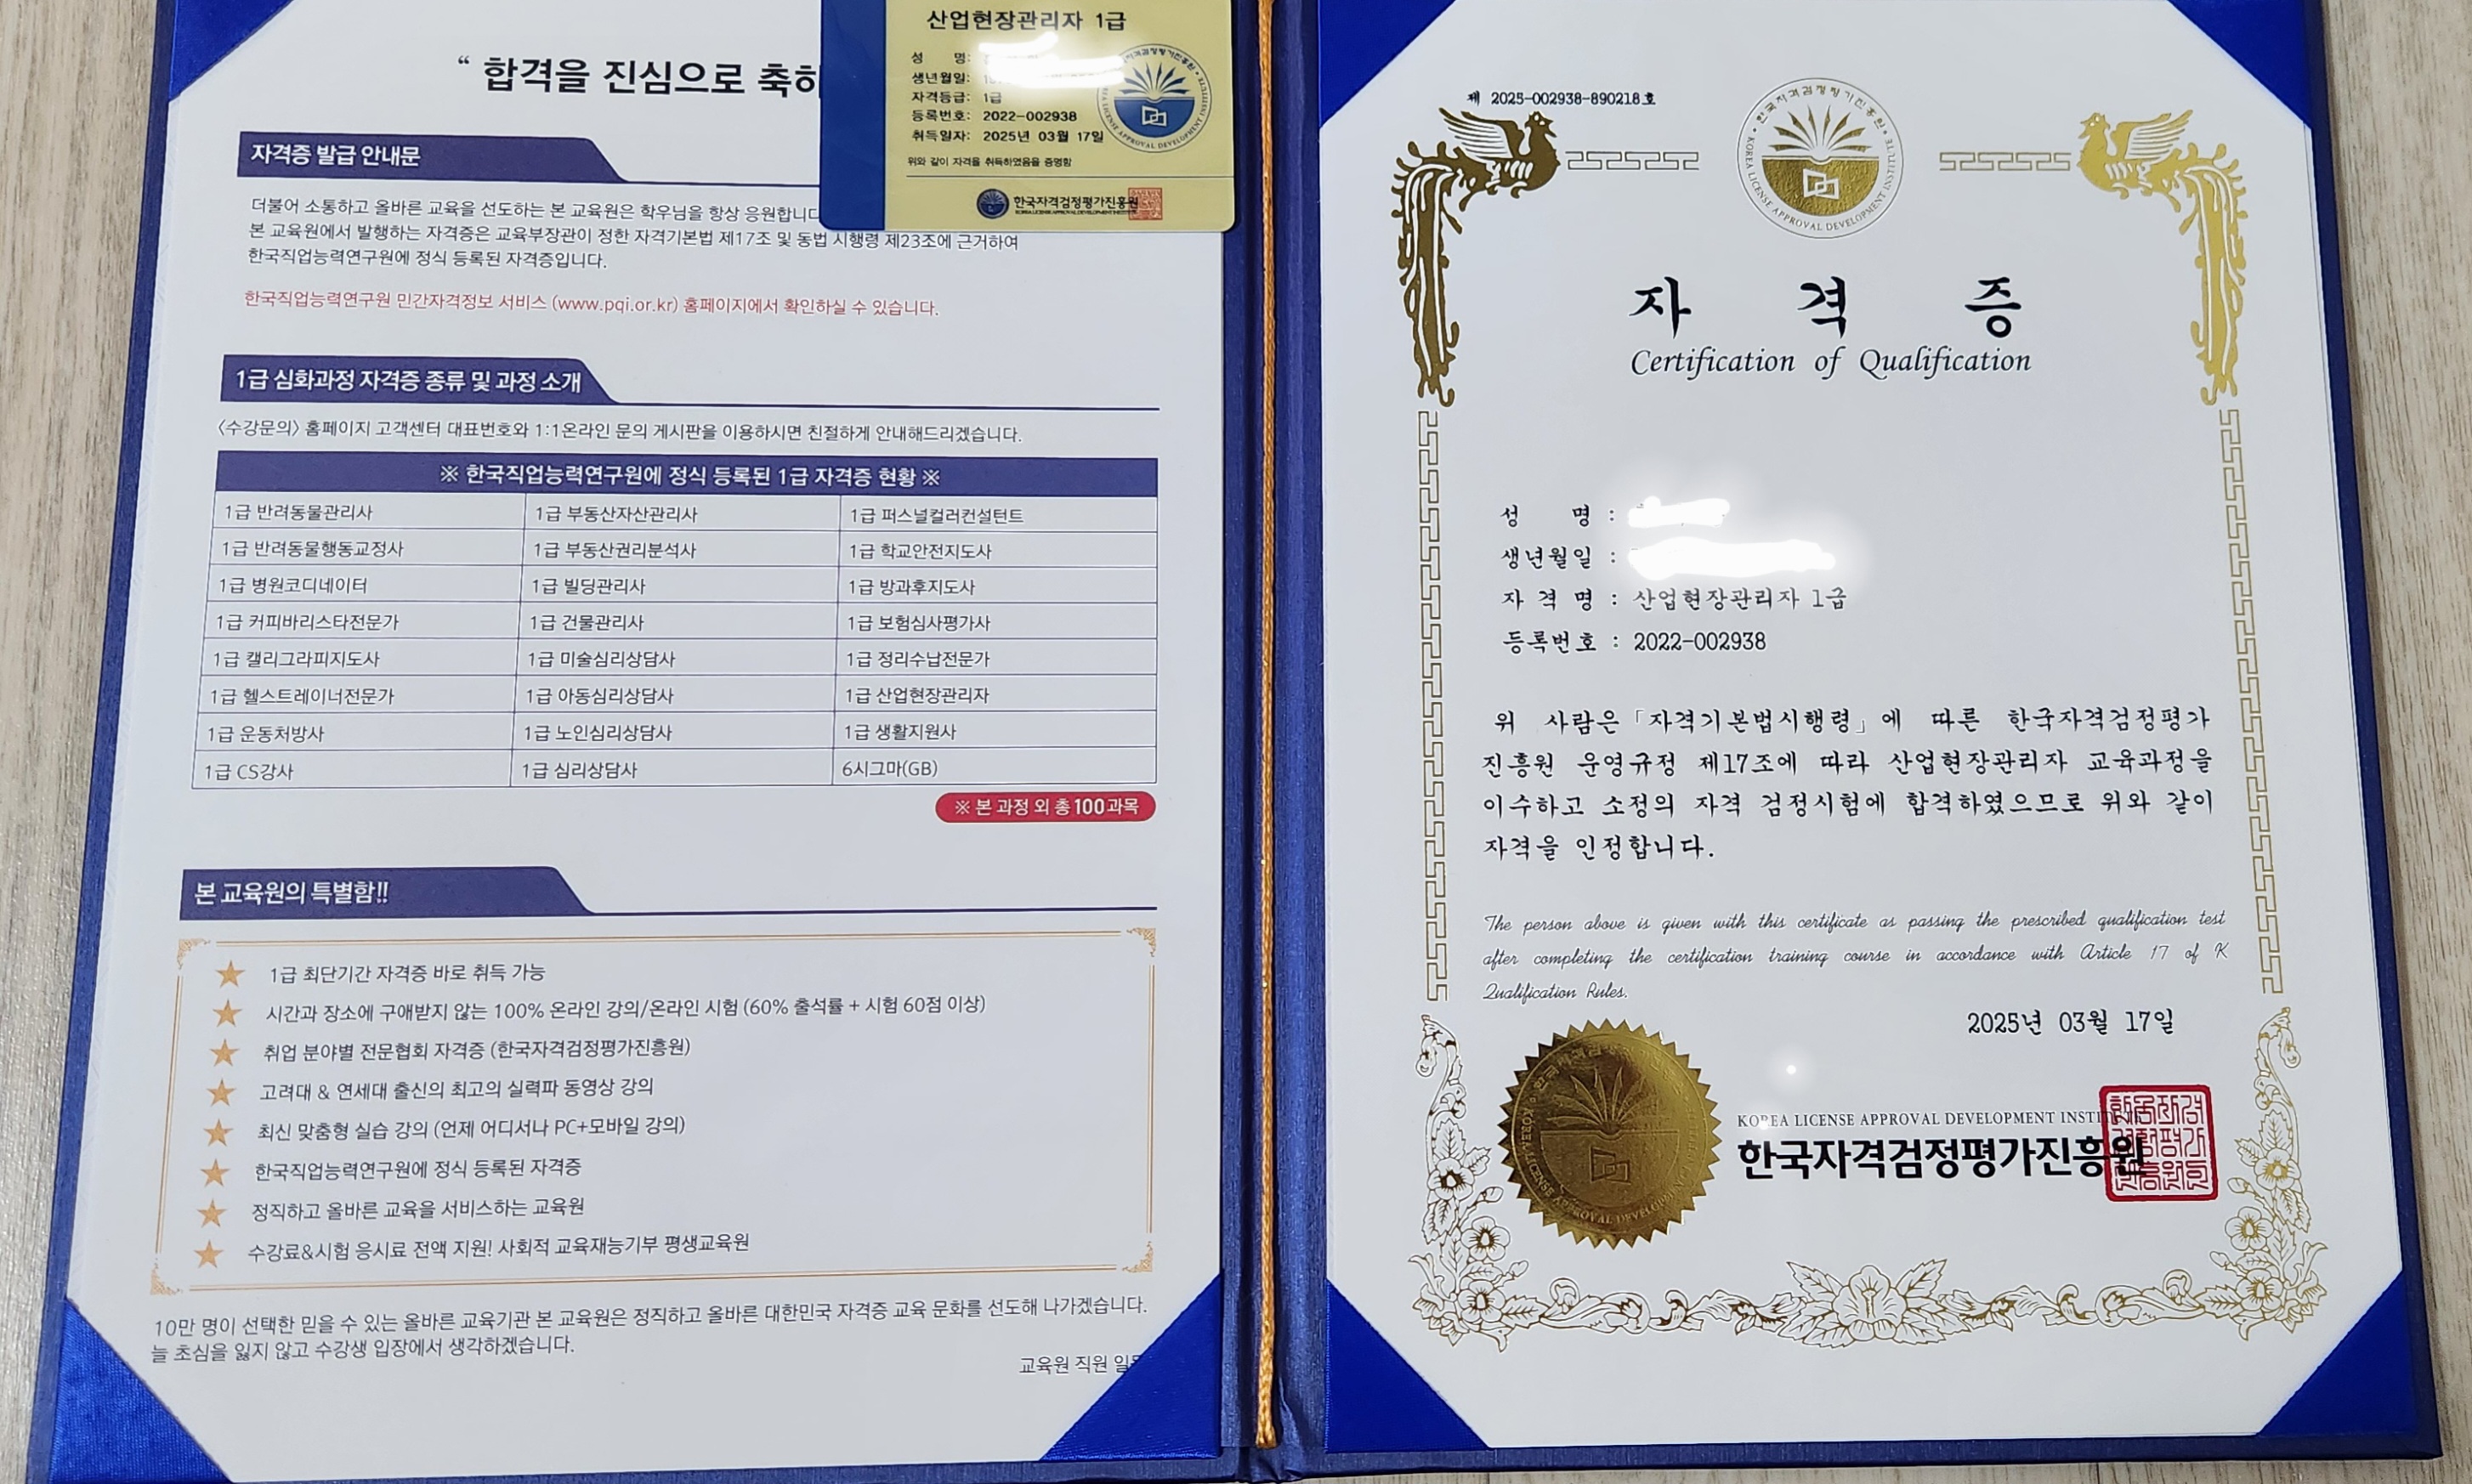 “ 합격을 진심으로 축하
자격증 발급 안내문
더불어 소통하고 올바른 교육을 선도하는 본 교육원은 학우님을 항상 응원합니다
본 교육원에서 발행하는 자격증은 교육부장관이 정한 자격기본법 제17조 및 동법 시행령 제23조에 근거하여
한국직업능력연구원에 정식 등록된 자격증입니다.
한국직업능력연구원 민간자격정보 서비스 (www.pqi.or.kr) 홈페이지에서 확인하실 수 있습니다.
1급 심화과정 자격증 종류 및 과정 소개
<수강문의> 홈페이지 고객센터 대표번호와 1:1온라인 문의 게시판을 이용하시면 친절하게 안내해드리겠습니다.
※ 한국직업능력연구원에 정식 등록된 1급 자격증 현황 ※
1급 반려동물관리사 1급 부동산자산관리사 1급 퍼스널컬러컨설턴트
1급 반려동물행동교정사 1급 부동산권리분석사 1급 학교안전지도사
1급 병원코디네이터 1급 빌딩관리사 1급 방과후지도사
1급 커피바리스타전문가 1급 건물관리사 1급 보험심사평가사
1급 캘리그라피지도사 1급 미술심리상담사 1급 정리수납전문가
1급 헬스트레이너전문가 1급 아동심리상담사 1급 산업현장관리자
1급 운동처방사 1급 노인심리상담사 1급 생활지원사
1급 CS강사 1급 심리상담사 6시그마(GB)
※ 본 과정 외 총 100과목
본 교육원의 특별함!!
1급 최단기간 자격증 바로 취득 가능
시간과 장소에 구애받지 않는 100% 온라인 강의/온라인 시험 (60% 출석률 + 시험 60점 이상)
취업 분야별 전문협회 자격증 (한국자격검정평가진흥원)
고려대 & 연세대 출신의 최고의 실력파 동영상 강의
최신 맞춤형 실습 강의 (언제 어디서나 PC+모바일 강의)
한국직업능력연구원에 정식 등록된 자격증
정직하고 올바른 교육을 서비스하는 교육원
수강료&시험 응시료 전액 지원! 사회적 교육재능기부 평생교육원
10만 명이 선택한 믿을 수 있는 올바른 교육기관 본 교육원은 정직하고 올바른 대한민국 자격증 교육 문화를 선도해 나가겠습니다.
늘 초심을 잃지 않고 수강생 입장에서 생각하겠습니다.
교육원 직원 일동
산업현장관리자 1급
성 명:
생년월일:
자격등급: 1급
등록번호: 2022-002938
취득일자: 2025년 03월 17일
위와 같이 자격을 취득하였음을 증명함
한국자격검정평가진흥원
KOREA LICENSE APPROVAL DEVELOPMENT INSTITUTE
제 2025-002938-890218호
한국자격검정평가진흥원
KOREA LICENSE APPROVAL DEVELOPMENT INSTITUTE
자 격 증
Certification of Qualification
성 명 :
생년월일 :
자 격 명 : 산업현장관리자 1급
등록번호 : 2022-002938
위 사람은 「자격기본법시행령」에 따른 한국자격검정평가
진흥원 운영규정 제17조에 따라 산업현장관리자 교육과정을
이수하고 소정의 자격 검정시험에 합격하였으므로 위와 같이
자격을 인정합니다.
The person above is given with this certificate as passing the prescribed qualification test
after completing the certification training course in accordance with Article 17 of K
Qualification Rules.
2025년 03월 17일
KOREA LICENSE APPROVAL DEVELOPMENT INSTITUTE
한국자격검정평가진흥원